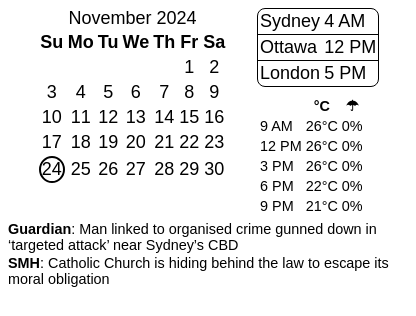 November 2024
Su Mo Tu We Th Fr Sa
1 2
3 4 5 6 7 8 9
10 11 12 13 14 15 16
17 18 19 20 21 22 23
24 25 26 27 28 29 30
Sydney 4 AM
Ottawa 12 PM
London 5 PM
°C ☂
9 AM 26°C 0%
12 PM 26°C 0%
3 PM 26°C 0%
6 PM 22°C 0%
9 PM 21°C 0%
Guardian: Man linked to organised crime gunned down in
‘targeted attack’ near Sydney’s CBD
SMH: Catholic Church is hiding behind the law to escape its
moral obligation